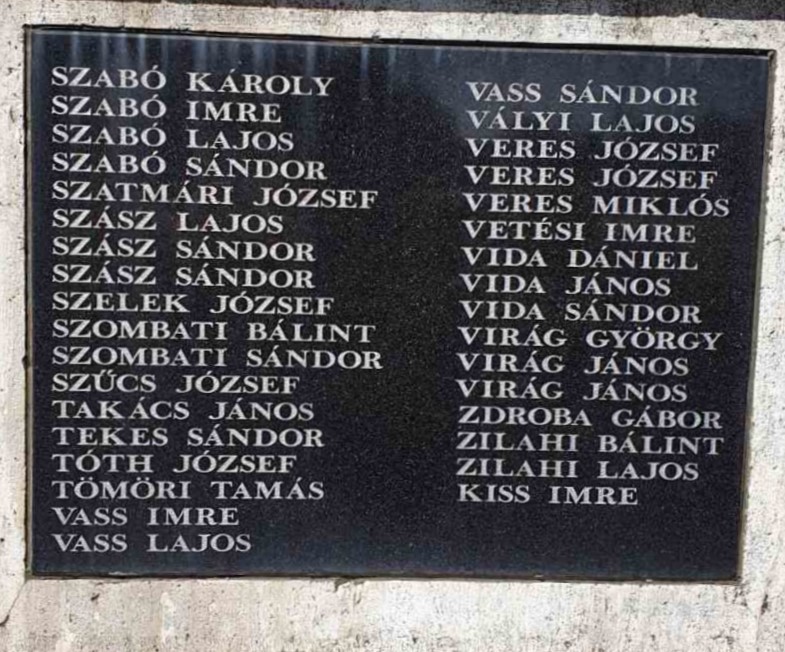 SZABÓ KÁROLY
SZABÓ IMRE
SZABÓ LAJOS
SZABÓ SÁNDOR
SZATMÁRI JÓZSEF
SZÁSZ LAJOS
SZÁSZ SÁNDOR
SZÁSZ SÁNDOR
SZELEK JÓZSEF
SZOMBATI BÁLINT
SZOMBATI SÁNDOR
SZŰCS JÓZSEF
TAKÁCS JÁNOS
TEKES SÁNDOR
TÓTH JÓZSEF
TÖMÖRI TAMÁS
VASS IMRE
VASS LAJOS
VASS SÁNDOR
VÁLYI LAJOS
VERES JÓZSEF
VERES JÓZSEF
VERES MIKLÓS
VETÉSI IMRE
VIDA DÁNIEL
VIDA JÁNOS
VIDA SÁNDOR
VIRÁG GYÖRGY
VIRÁG JÁNOS
VIRÁG JÁNOS
ZDROBA GÁBOR
ZILAHI BÁLINT
ZILAHI LAJOS
KISS IMRE